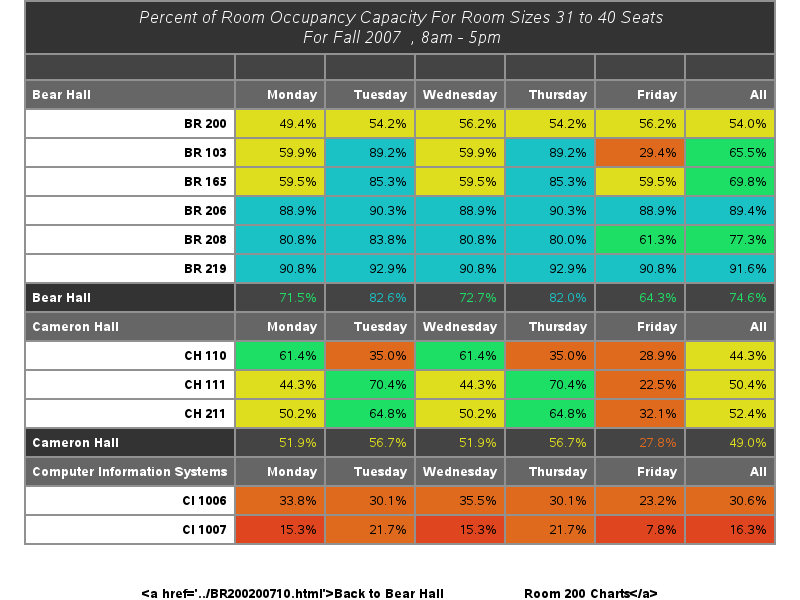 Percent of Room Occupancy Capacity For Room Sizes 31 to 40 Seats
For Fall 2007 , 8am - 5pm
Bear Hall Monday Tuesday Wednesday Thursday Friday All
BR 200 49.4% 54.2% 56.2% 54.2% 56.2% 54.0%
BR 103 59.9% 89.2% 59.9% 89.2% 29.4% 65.5%
BR 165 59.5% 85.3% 59.5% 85.3% 59.5% 69.8%
BR 206 88.9% 90.3% 88.9% 90.3% 88.9% 89.4%
BR 208 80.8% 83.8% 80.8% 80.0% 61.3% 77.3%
BR 219 90.8% 92.9% 90.8% 92.9% 90.8% 91.6%
Bear Hall 71.5% 82.6% 72.7% 82.0% 64.3% 74.6%
Cameron Hall Monday Tuesday Wednesday Thursday Friday All
CH 110 61.4% 35.0% 61.4% 35.0% 28.9% 44.3%
CH 111 44.3% 70.4% 44.3% 70.4% 22.5% 50.4%
CH 211 50.2% 64.8% 50.2% 64.8% 32.1% 52.4%
Cameron Hall 51.9% 56.7% 51.9% 56.7% 27.8% 49.0%
Computer Information Systems Monday Tuesday Wednesday Thursday Friday All
CI 1006 33.8% 30.1% 35.5% 30.1% 23.2% 30.6%
CI 1007 15.3% 21.7% 15.3% 21.7% 7.8% 16.3%
<a href='../BR200200710.html'>Back to Bear Hall Room 200 Charts</a>